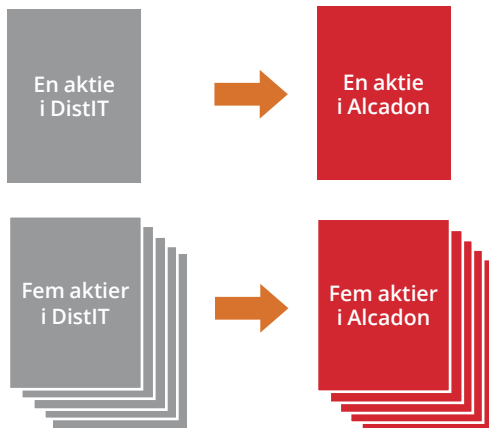 En aktie
i DistIT
En aktie
i Alcadon
Fem aktier
i DistIT
Fem aktier
i Alcadon